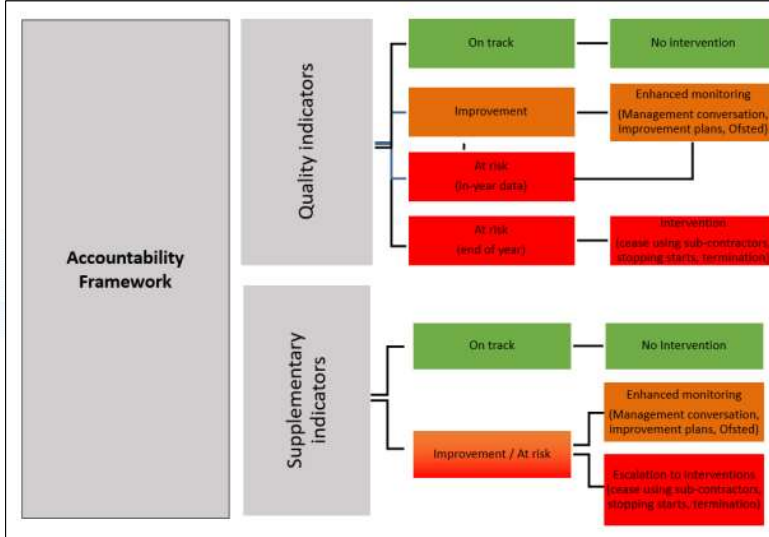 Accountability
Framework
Quality indicators
On track
No intervention
Improvement
Enhanced monitoring
(Management conversation,
improvement plans, Ofsted)
At risk
(in-year data)
At risk
(end of year)
Intervention
(cease using sub-contractors,
stopping starts, termination)
Supplementary
indicators
On track
No Intervention
Improvement / At risk
Enhanced monitoring
(Management conversation,
improvement plans, Ofsted)
Escalation to interventions
(cease using sub-contractors,
stopping starts, termination)